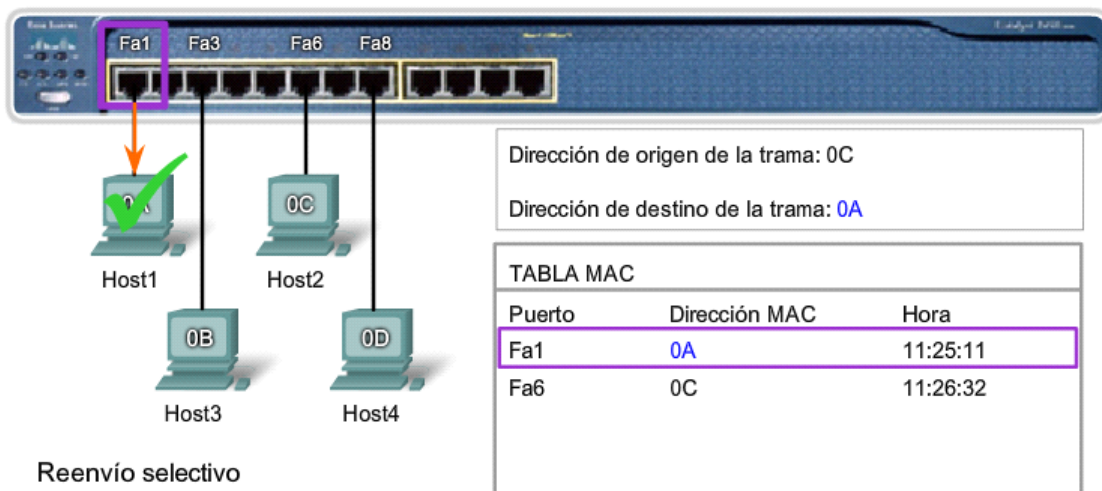 Fa1 Fa3 Fa6 Fa8
Dirección de origen de la trama: 0C
Dirección de destino de la trama: 0A
0C
Host1 Host2
0B 0D
Host3 Host4
TABLA MAC
Puerto Dirección MAC Hora
Fa1 0A 11:25:11
Fa6 0C 11:26:32
Reenvío selectivo